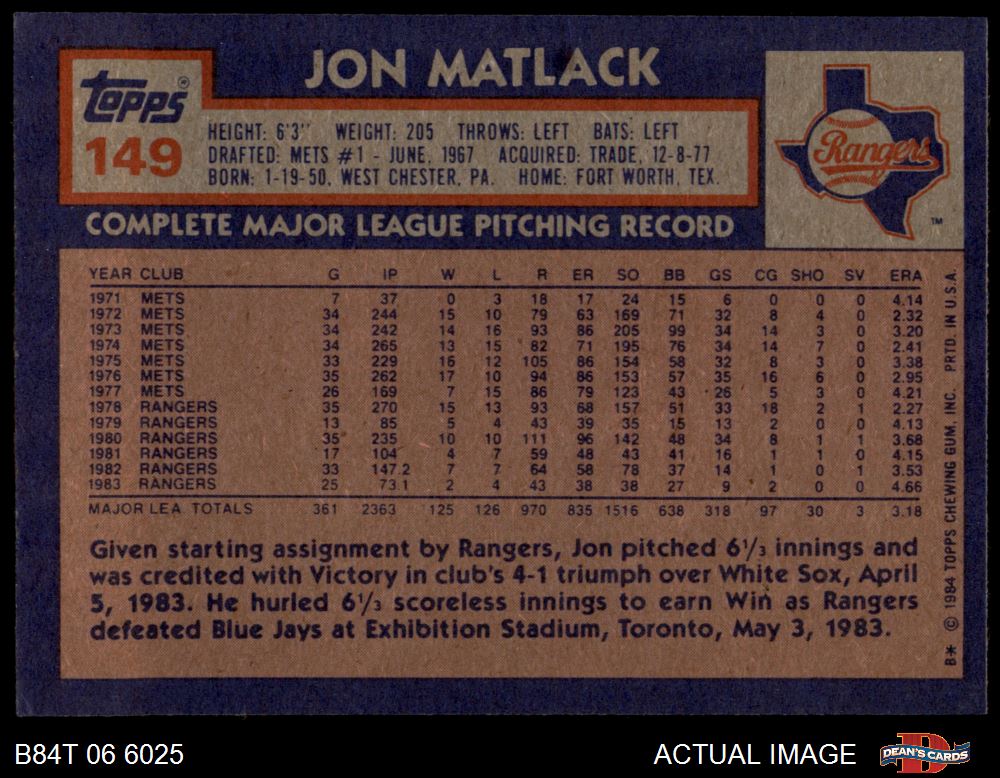 JON MATLACK
Topps ®
149
HEIGHT: 6'3" WEIGHT: 205 THROWS: LEFT BATS: LEFT
DRAFTED: METS #1 - JUNE, 1967 ACQUIRED: TRADE, 12-8-77
BORN: 1-19-50, WEST CHESTER, PA. HOME: FORT WORTH, TEX.
Rangers
TM
COMPLETE MAJOR LEAGUE PITCHING RECORD
YEAR CLUB G IP W L R ER SO BB GS CG SHO SV ERA
1971 METS 7 37 0 3 18 17 24 15 6 0 0 0 4.14
1972 METS 34 244 15 10 79 63 169 71 32 8 4 0 2.32
1973 METS 34 242 14 16 93 86 205 99 34 14 3 0 3.20
1974 METS 34 265 13 15 82 71 195 76 34 14 7 0 2.41
1975 METS 33 229 16 12 105 86 154 58 32 8 3 0 3.38
1976 METS 35 262 17 10 94 86 153 57 35 16 6 0 2.95
1977 METS 26 169 7 15 86 79 123 43 26 5 3 0 4.21
1978 RANGERS 35 270 15 13 93 68 157 51 33 18 2 1 2.27
1979 RANGERS 13 85 5 4 43 39 35 15 13 2 0 0 4.13
1980 RANGERS 35 235 10 10 111 96 142 48 34 8 1 1 3.68
1981 RANGERS 17 104 4 7 59 48 43 41 16 1 1 0 4.15
1982 RANGERS 33 147.2 7 7 64 58 78 37 14 1 0 1 3.53
1983 RANGERS 25 73.1 2 4 43 38 38 27 9 2 0 0 4.66
MAJOR LEA TOTALS 361 2363 125 126 970 835 1516 638 318 97 30 3 3.18
Given starting assignment by Rangers, Jon pitched 6⅓ innings and
was credited with Victory in club's 4-1 triumph over White Sox, April
5, 1983. He hurled 6⅓ scoreless innings to earn Win as Rangers
defeated Blue Jays at Exhibition Stadium, Toronto, May 3, 1983.
B* © 1984 TOPPS CHEWING GUM, INC. PRTD. IN U.S.A.
B84T 06 6025
ACTUAL IMAGE
DEAN'S CARDS